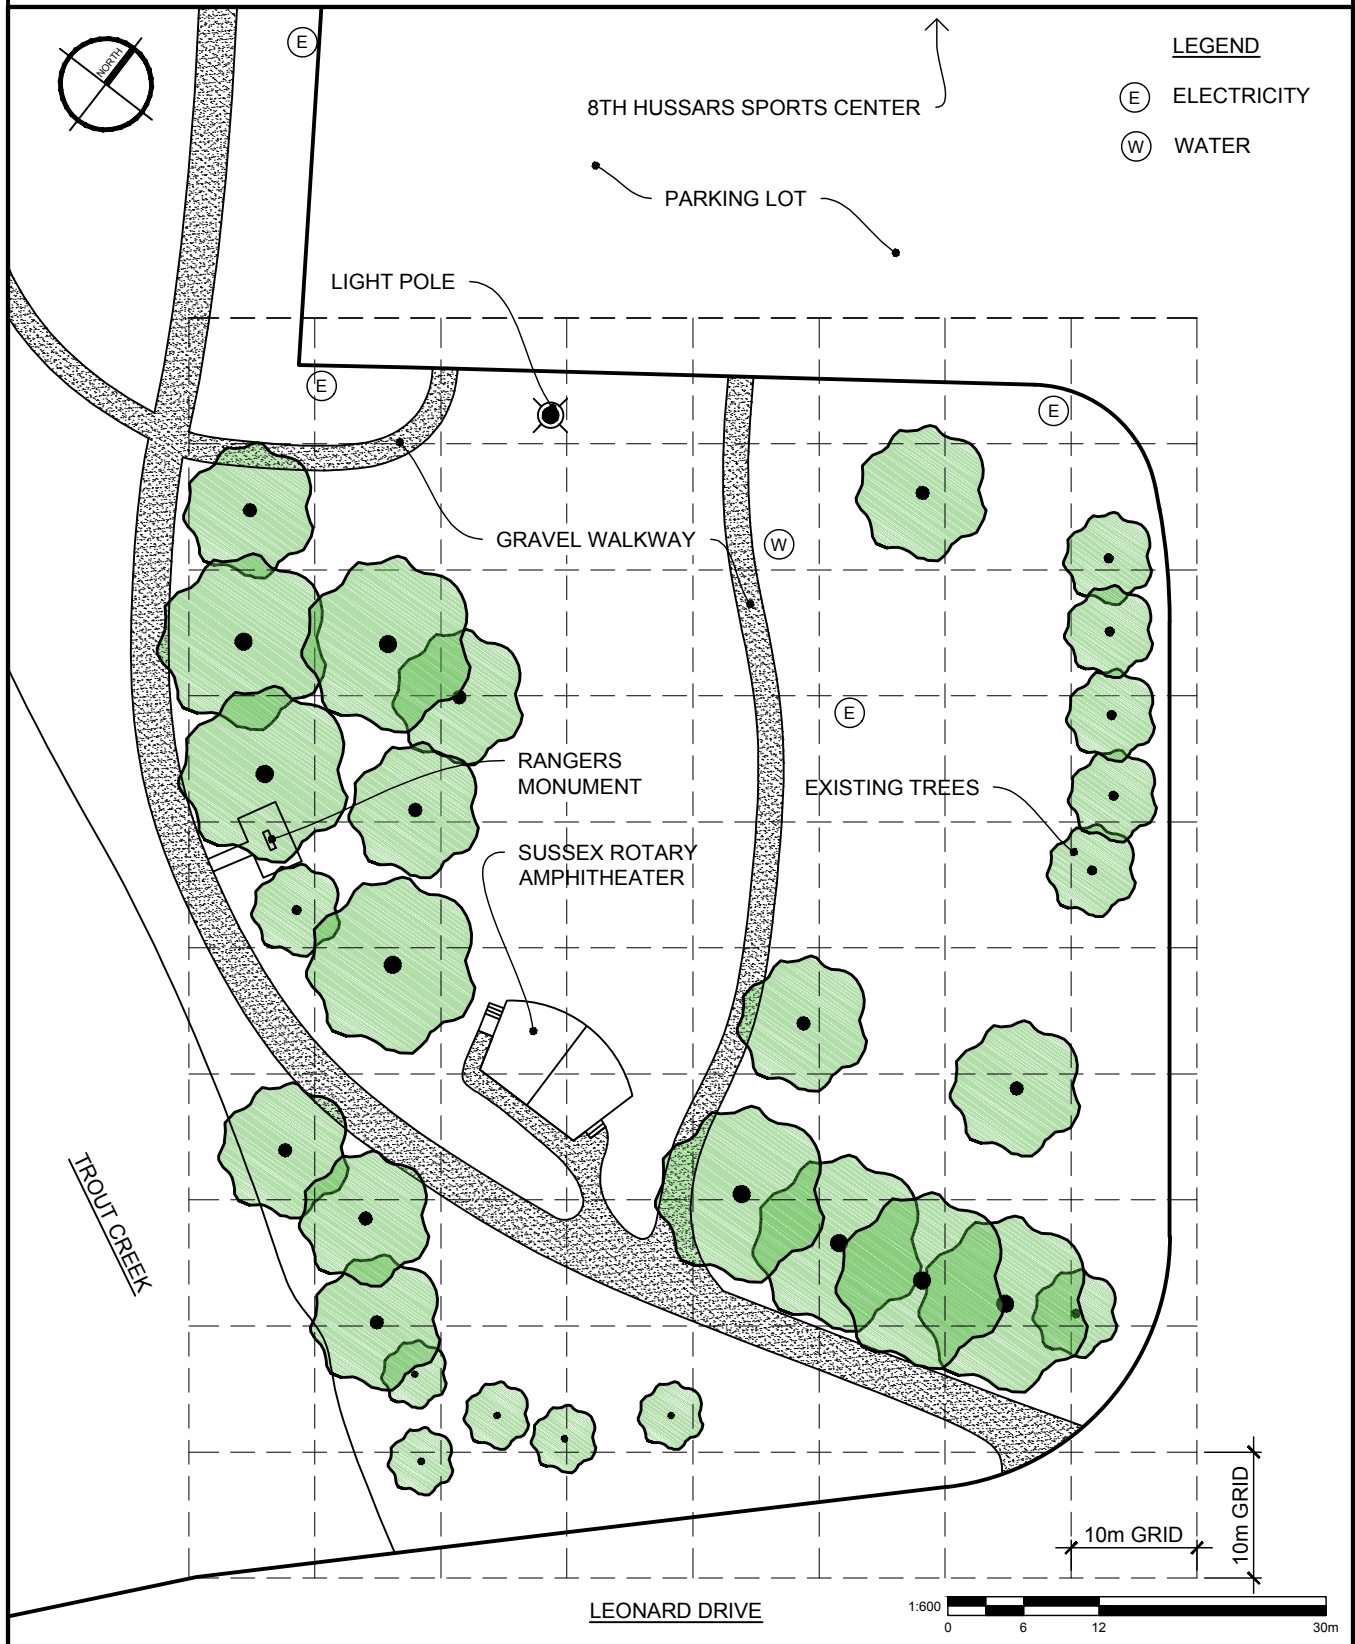 NORTH
E
LEGEND
E ELECTRICITY
W WATER
8TH HUSSARS SPORTS CENTER
PARKING LOT
LIGHT POLE
E
E
GRAVEL WALKWAY
W
E
RANGERS
MONUMENT
EXISTING TREES
SUSSEX ROTARY
AMPHITHEATER
TROUT CREEK
10m GRID
10m GRID
LEONARD DRIVE
1:600
0 6 12 30m